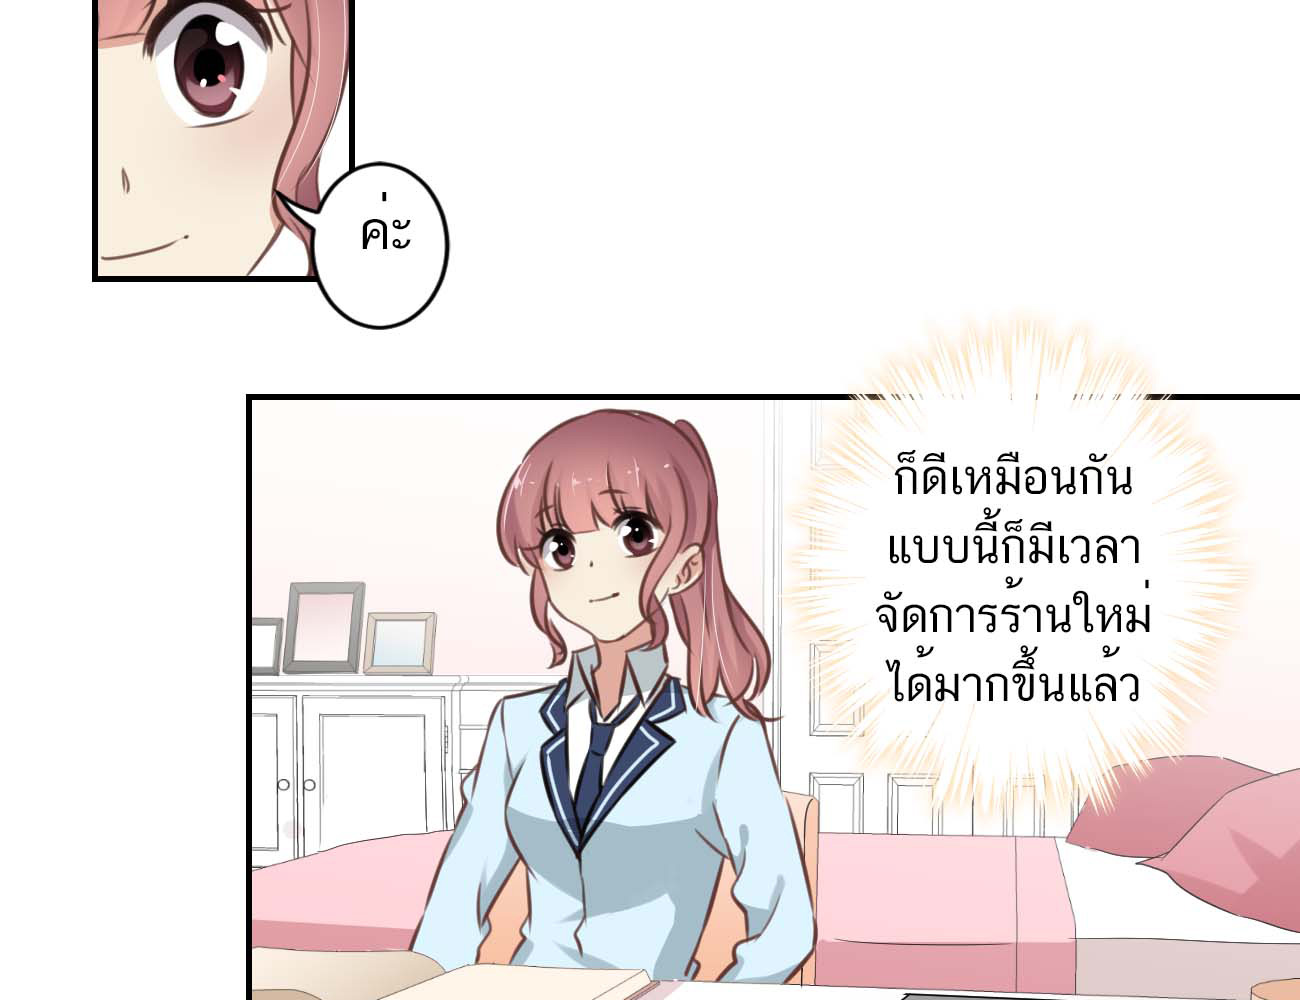 ค่ะ
ก็ดีเหมือนกัน
แบบนี้ก็มีเวลา
จัดการร้านใหม่
ได้มากขึ้นแล้ว